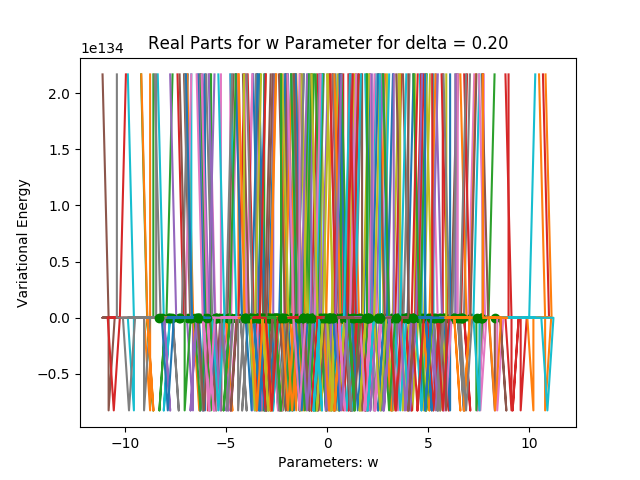 Real Parts for w Parameter for delta = 0.20
1e134
2.0
1.5
1.0
0.5
0.0
−0.5
Variational Energy
−10
−5
0
5
10
Parameters: w